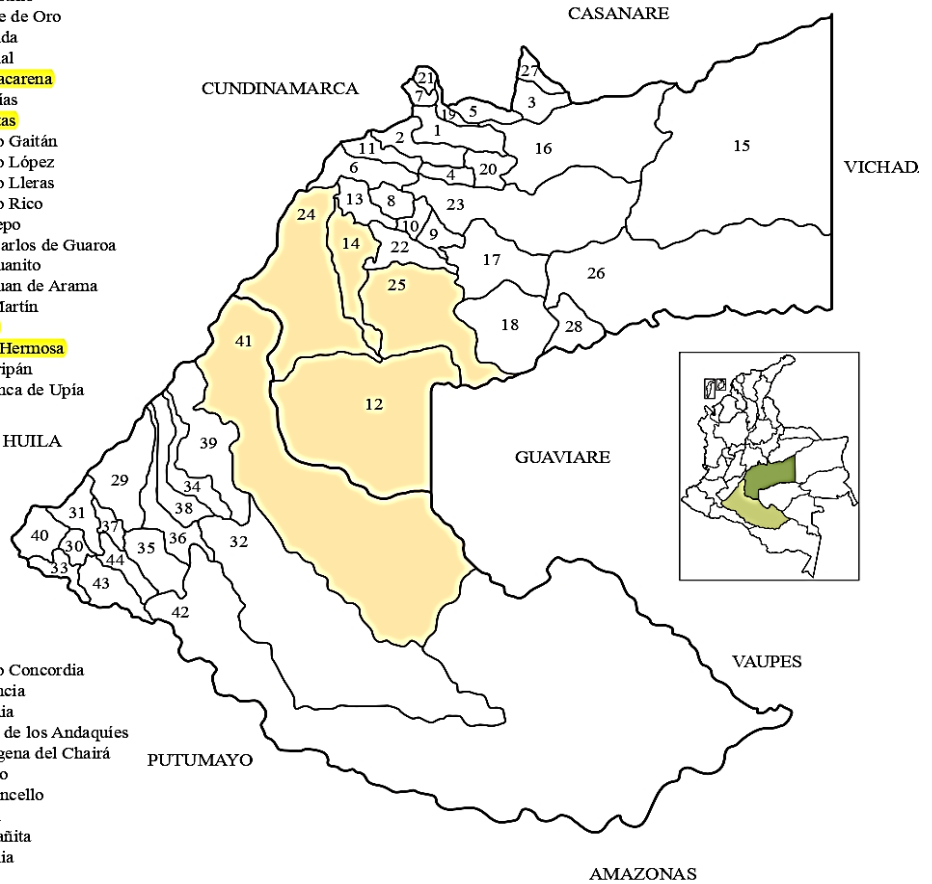 e de Oro
da
al
acarena
ías
tas
o Gaitán
o López
o Lleras
o Rico
epo
arlos de Guaroa
uanito
uan de Arama
Martín
Hermosa
ripán
nca de Upía
o Concordia
ncia
ia
de los Andaquíes
gena del Chairá
o
ncello
añita
ia
CASANARE
CUNDINAMARCA
VICHAD
HUILA
GUAVIARE
VAUPES
PUTUMAYO
AMAZONAS
27
21
7
3
19
5
1
2
16
15
11
6
4
20
13
8
23
24
10
9
14
22
17
26
25
18
28
41
12
39
29
34
38
31
37
40
30
35
36
32
33
44
43
42